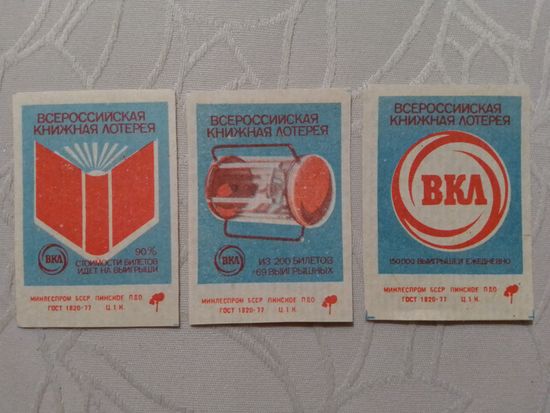 ВСЕРОССИЙСКАЯ
КНИЖНАЯ ЛОТЕРЕЯ
ВКЛ
90%
СТОИМОСТИ БИЛЕТОВ
ИДЕТ НА ВЫИГРЫШИ
МИНЛЕСПРОМ БССР ПИНСКОЕ ПДО
ГОСТ 1820-77 Ц.1 К.
ВСЕРОССИЙСКАЯ
КНИЖНАЯ ЛОТЕРЕЯ
ВКЛ
ИЗ 200 БИЛЕТОВ
69 ВЫИГРЫШНЫХ
МИНЛЕСПРОМ БССР ПИНСКОЕ ПДО
ГОСТ 1820-77 Ц.1 К.
ВСЕРОССИЙСКАЯ
КНИЖНАЯ ЛОТЕРЕЯ
ВКЛ
150000 ВЫИГРЫШЕЙ ЕЖЕДНЕВНО
МИНЛЕСПРОМ БССР ПИНСКОЕ ПДО
ГОСТ 1820-77 Ц.1 К.